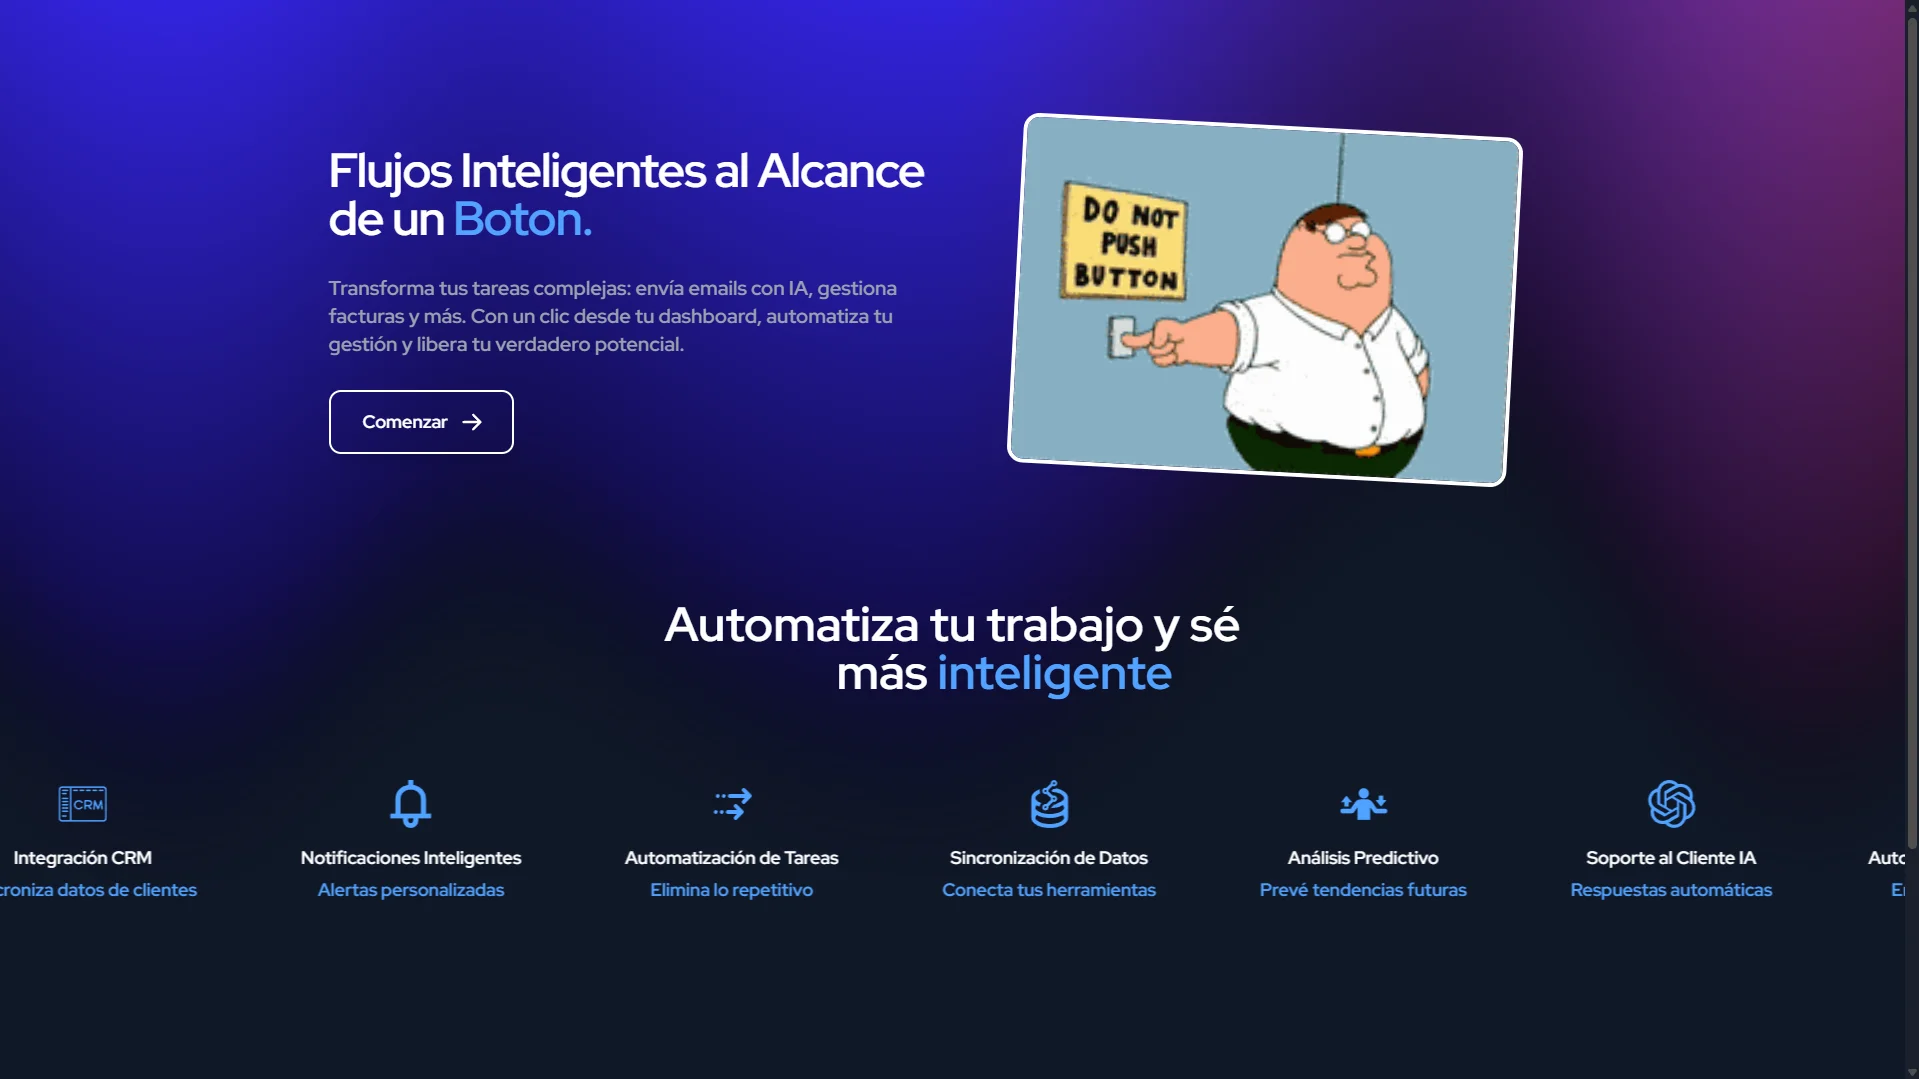 Flujos Inteligentes al Alcance
de un Boton.
Transforma tus tareas complejas: envía emails con IA, gestiona
facturas y más. Con un clic desde tu dashboard, automatiza tu
gestión y libera tu verdadero potencial.
Comenzar
DO NOT
PUSH
BUTTON
Automatiza tu trabajo y sé
más inteligente
CRM
Integración CRM
datos de clientes
Notificaciones Inteligentes
Alertas personalizadas
Automatización de Tareas
Elimina lo repetitivo
Sincronización de Datos
Conecta tus herramientas
Análisis Predictivo
Prevé tendencias futuras
Soporte al Cliente IA
Respuestas automáticas